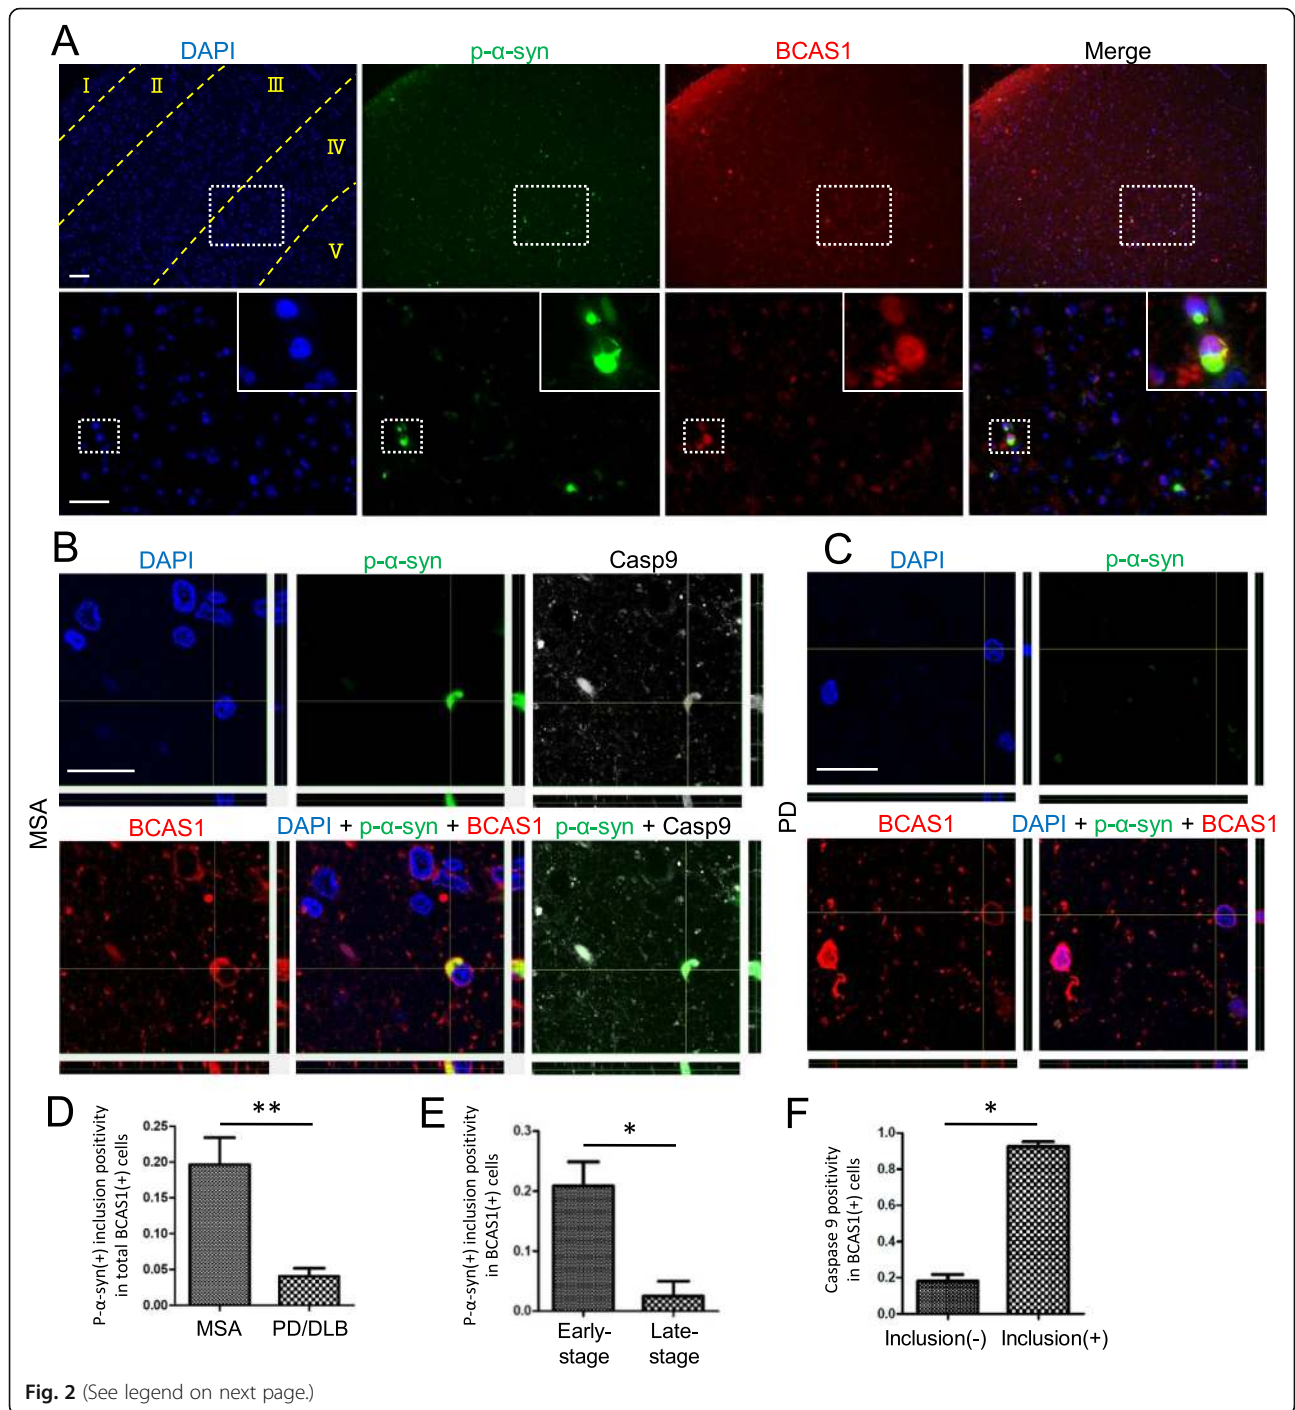 A
DAPI p-α-syn BCAS1 Merge
I II III
IV
V
B
DAPI p-α-syn Casp9
MSA
BCAS1 DAPI + p-α-syn + BCAS1 p-α-syn + Casp9
C
DAPI p-α-syn
PD
BCAS1 DAPI + p-α-syn + BCAS1
D
P-α-syn(+) inclusion positivity
in total BCAS1(+) cells
0.25
0.20
0.15
0.10
0.05
0.00
**
MSA PD/DLB
E
P-α-syn(+) inclusion positivity
in BCAS1(+) cells
0.3
0.2
0.1
0.0
*
Early-
stage
Late-
stage
F
Caspase 9 positivity
in BCAS1(+) cells
1.0
0.8
0.6
0.4
0.2
0.0
*
Inclusion(-) Inclusion(+)
Fig. 2 (See legend on next page.)